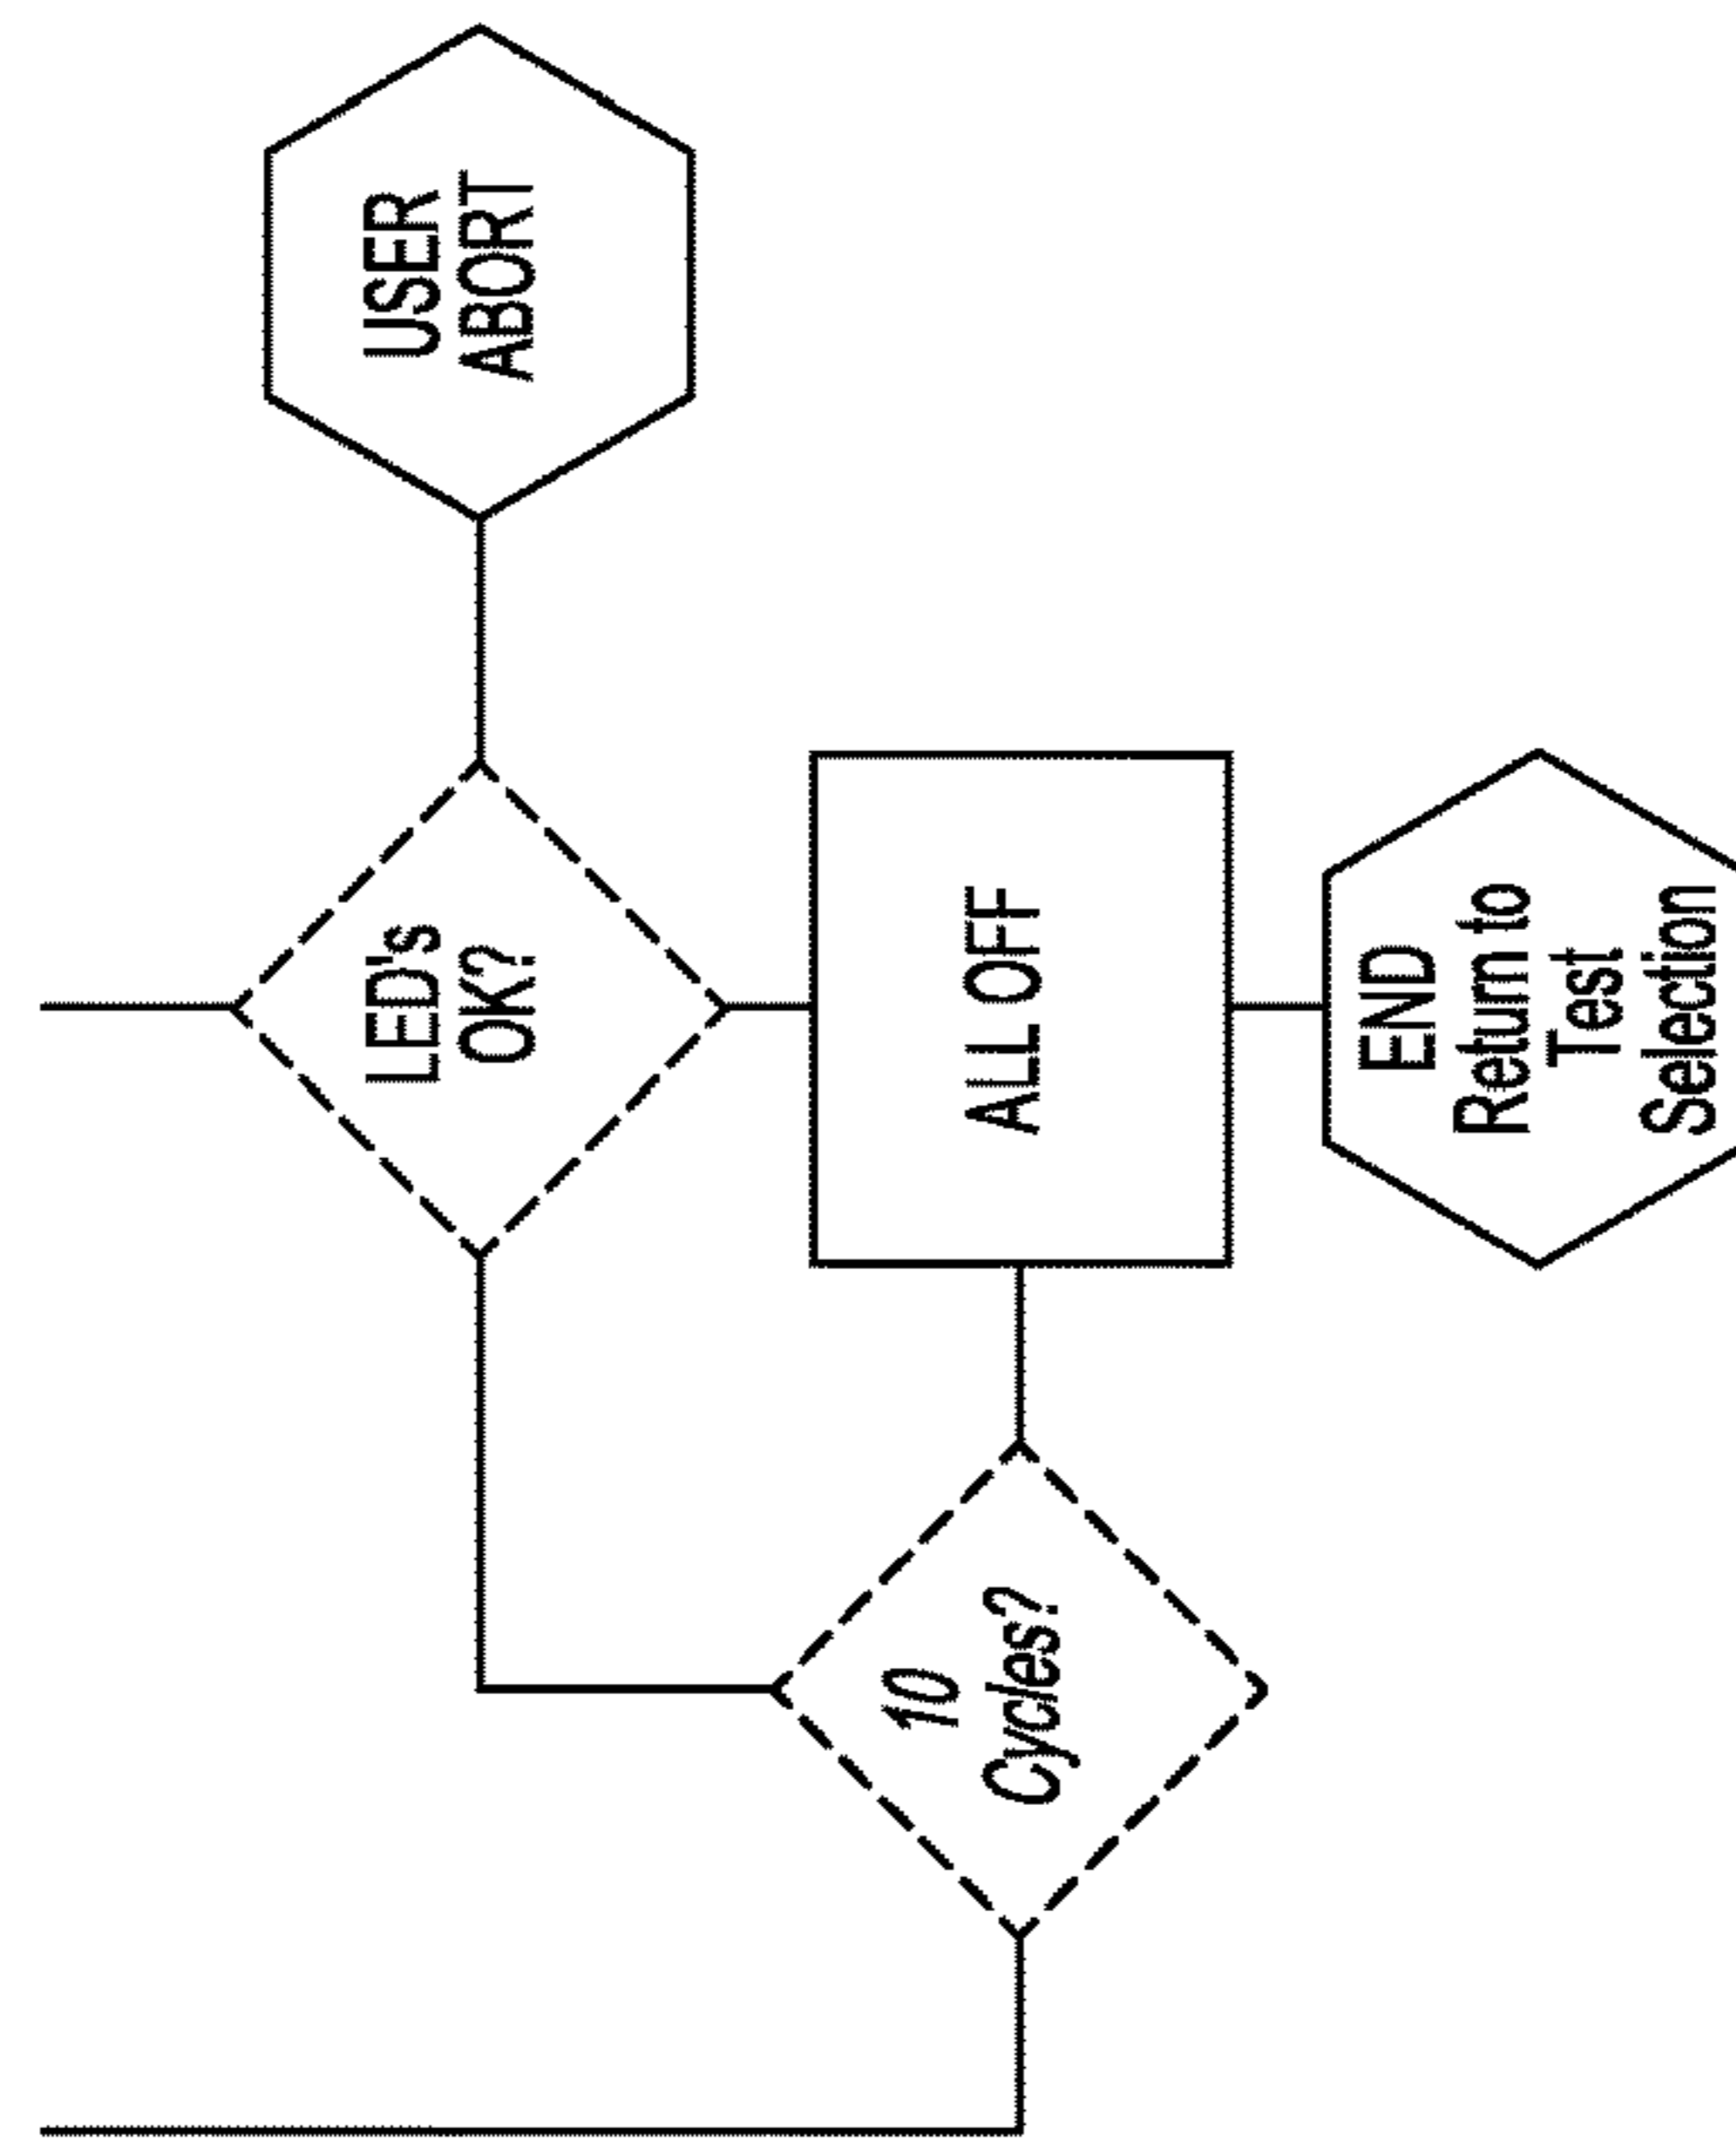 USER
ABORT
LED's
OK?
ALL OFF
END
Return to
Test
Selection
10
Cycles?